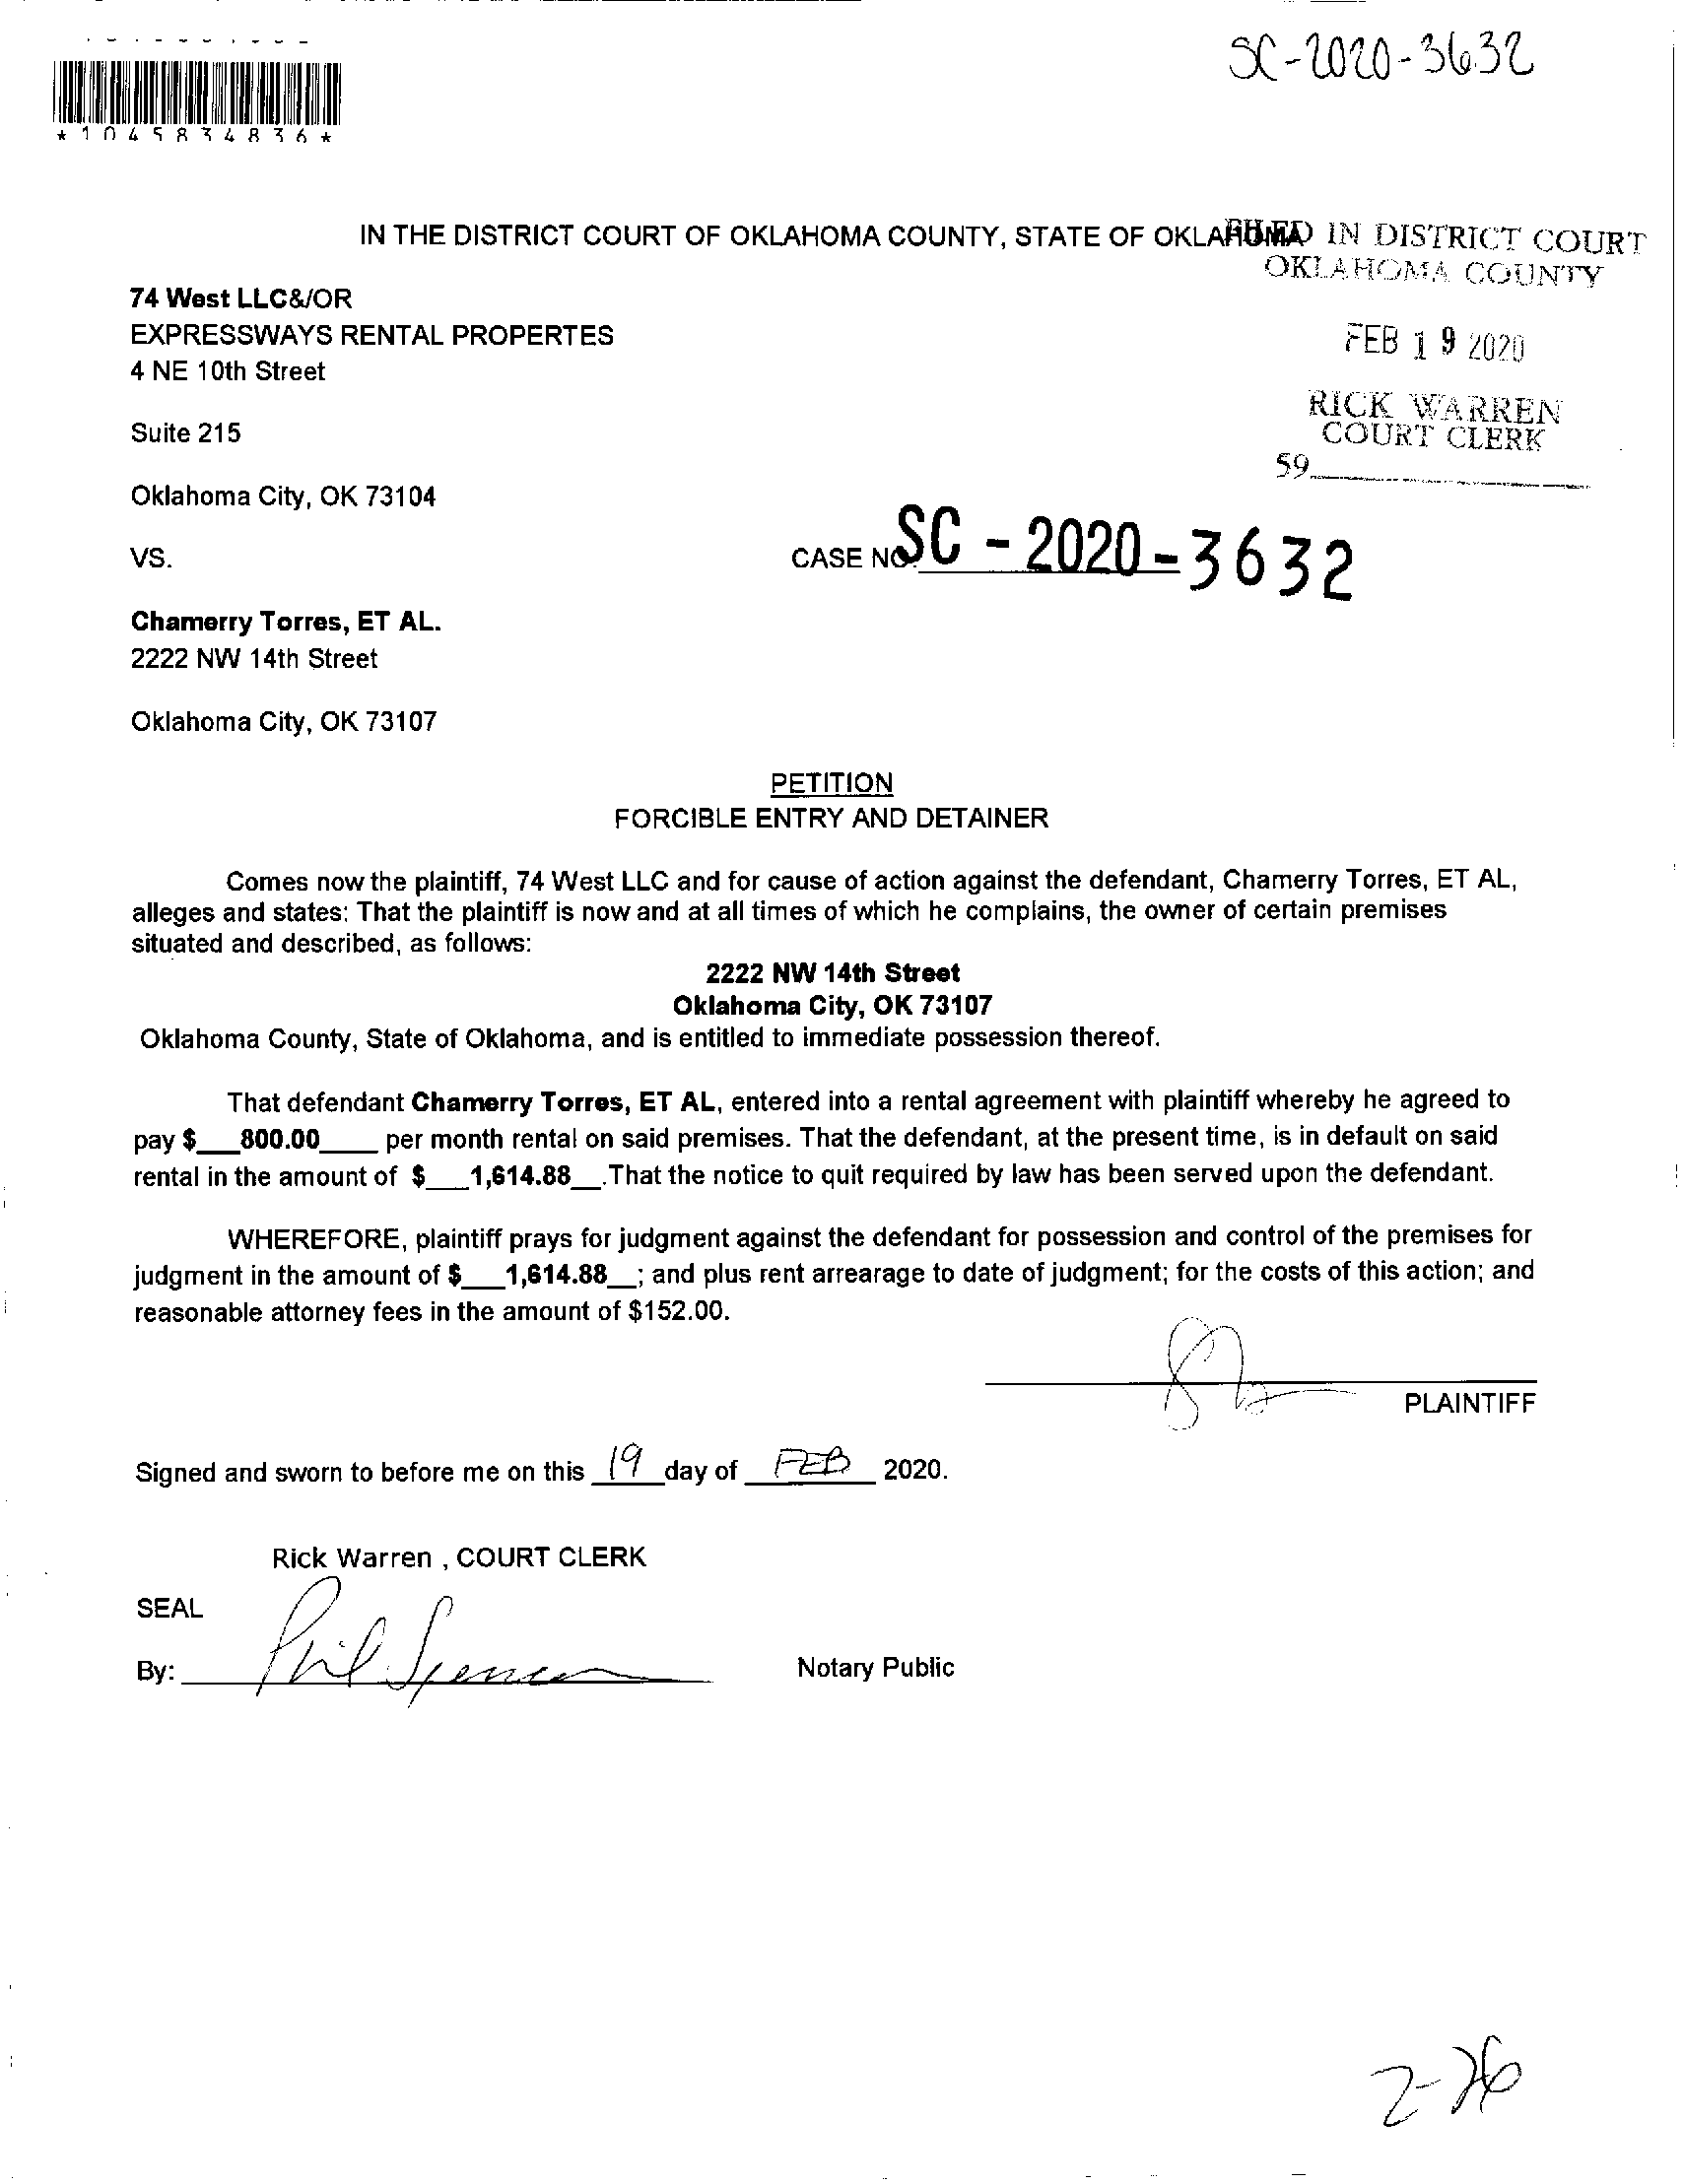 SC-2020-3632
*1045834836*
IN THE DISTRICT COURT OF OKLAHOMA COUNTY, STATE OF OKLAHOMA
FILED IN DISTRICT COURT
OKLAHOMA COUNTY
74 West LLC&/OR
EXPRESSWAYS RENTAL PROPERTES
FEB 19 2020
4 NE 10th Street
RICK WARREN
COURT CLERK
Suite 215
59
Oklahoma City, OK 73104
VS.
CASE NO. SC - 2020 - 3632
Chamerry Torres, ET AL.
2222 NW 14th Street
Oklahoma City, OK 73107
PETITION
FORCIBLE ENTRY AND DETAINER
Comes now the plaintiff, 74 West LLC and for cause of action against the defendant, Chamerry Torres, ET AL,
alleges and states: That the plaintiff is now and at all times of which he complains, the owner of certain premises
situated and described, as follows:
2222 NW 14th Street
Oklahoma City, OK 73107
Oklahoma County, State of Oklahoma, and is entitled to immediate possession thereof.
That defendant Chamerry Torres, ET AL, entered into a rental agreement with plaintiff whereby he agreed to
pay $___800.00____ per month rental on said premises. That the defendant, at the present time, is in default on said
rental in the amount of $___1,614.88__.That the notice to quit required by law has been served upon the defendant.
WHEREFORE, plaintiff prays for judgment against the defendant for possession and control of the premises for
judgment in the amount of $___1,614.88__; and plus rent arrearage to date of judgment; for the costs of this action; and
reasonable attorney fees in the amount of $152.00.
PLAINTIFF
Signed and sworn to before me on this 19 day of FEB 2020.
Rick Warren , COURT CLERK
SEAL
By: Phil Spencer
Notary Public
2-26